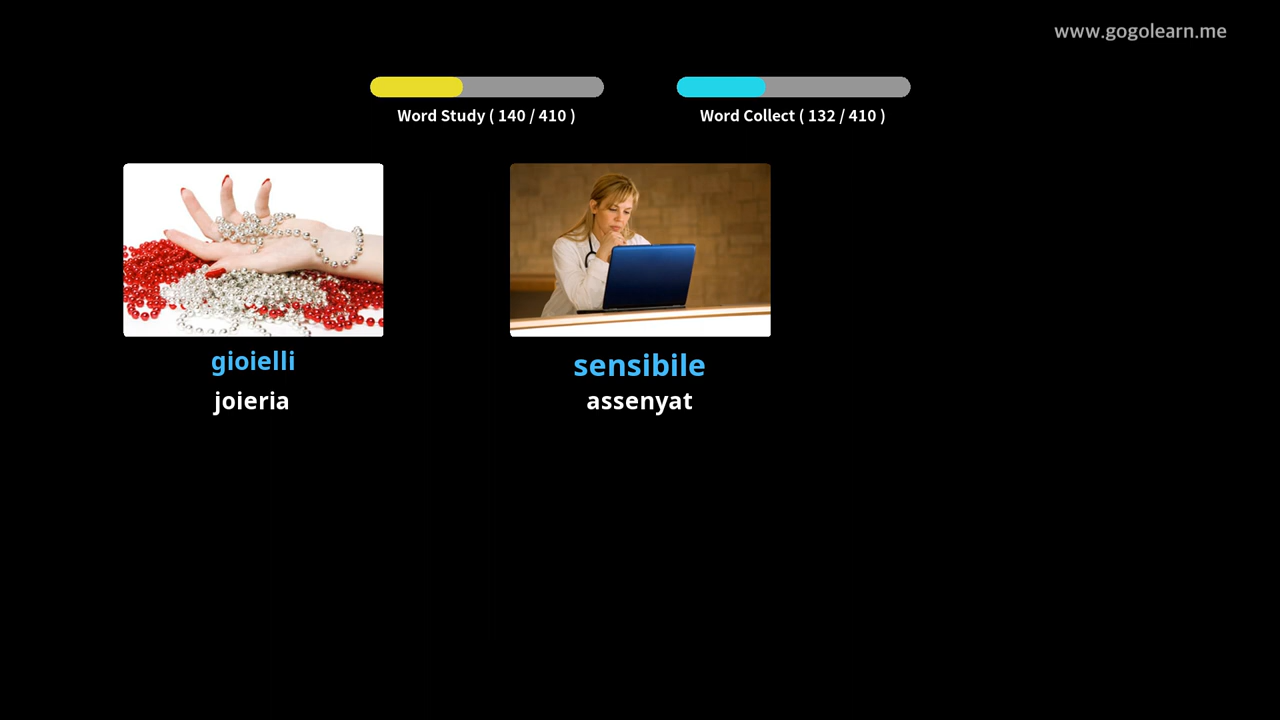 www.gogolearn.me
Word Study ( 140 / 410 )
Word Collect ( 132 / 410 )
gioielli
joieria
sensibile
assenyat